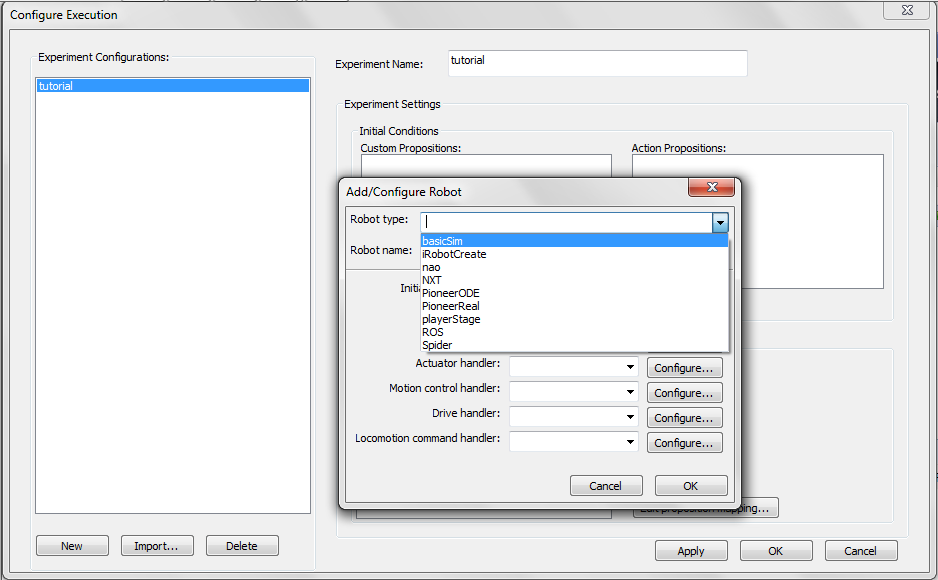 Configure Execution
Experiment Configurations:
tutorial
Experiment Name:
tutorial
Experiment Settings
Initial Conditions
Custom Propositions:
Action Propositions:
Add/Configure Robot
Robot type:
basicSim
iRobotCreate
nao
NXT
PioneerODE
PioneerReal
playerStage
ROS
Spider
Robot name:
Actuator handler:
Configure...
Motion control handler:
Configure...
Drive handler:
Configure...
Locomotion command handler:
Configure...
Cancel
OK
Edit proposition mapping...
New
Import...
Delete
Apply
OK
Cancel